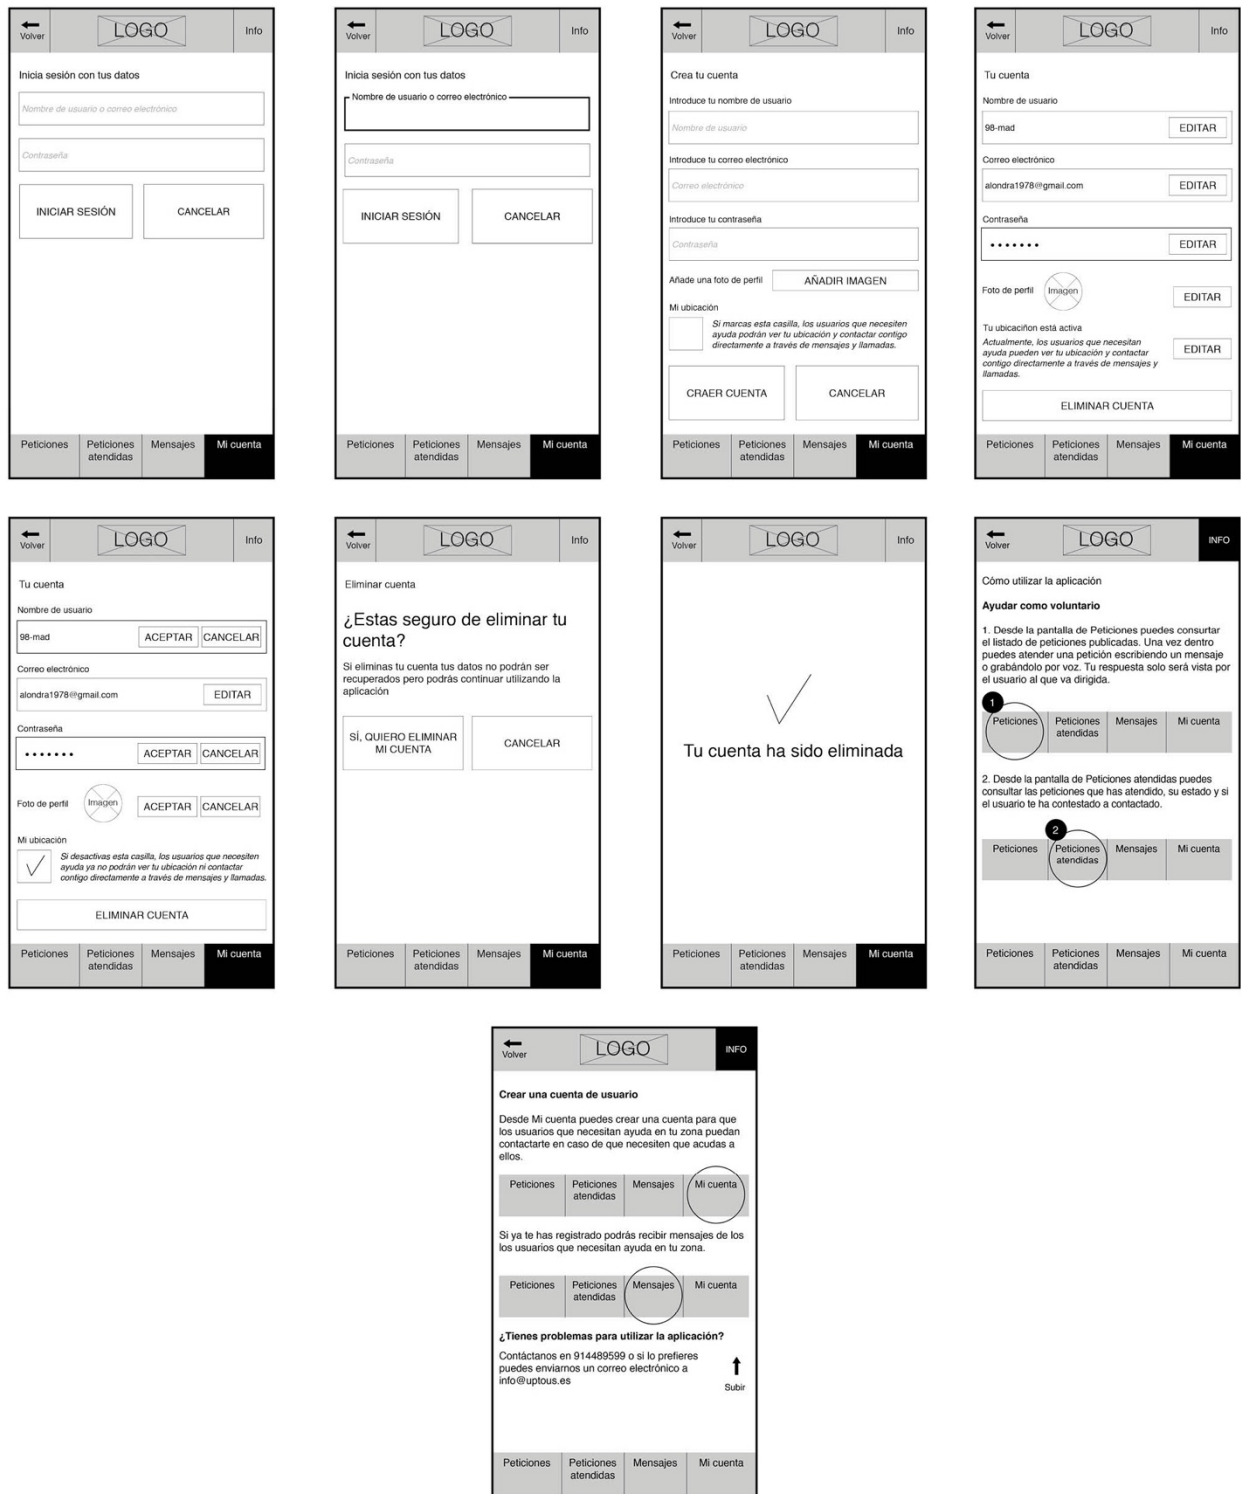 Volver
LOGO
Info
Inicia sesión con tus datos
Nombre de usuario o correo electrónico
Contraseña
INICIAR SESIÓN
CANCELAR
Peticiones
Peticiones
atendidas
Mensajes
Mi cuenta
Volver
LOGO
Info
Inicia sesión con tus datos
Nombre de usuario o correo electrónico
Contraseña
INICIAR SESIÓN
CANCELAR
Peticiones
Peticiones
atendidas
Mensajes
Mi cuenta
Volver
LOGO
Info
Crea tu cuenta
Introduce tu nombre de usuario
Nombre de usuario
Introduce tu correo electrónico
Correo electrónico
Introduce tu contraseña
Contraseña
Añade una foto de perfil
AÑADIR IMAGEN
Mi ubicación
Si marcas esta casilla, los usuarios que necesiten
ayuda podrán ver tu ubicación y contactar contigo
directamente a través de mensajes y llamadas.
CRAER CUENTA
CANCELAR
Peticiones
Peticiones
atendidas
Mensajes
Mi cuenta
Volver
LOGO
Info
Tu cuenta
Nombre de usuario
98-mad
EDITAR
Correo electrónico
alondra1978@gmail.com
EDITAR
Contraseña
•••••••
EDITAR
Foto de perfil
Imagen
EDITAR
Tu ubicaciñon está activa
Actualmente, los usuarios que necesitan
ayuda pueden ver tu ubicación y contactar
contigo directamente a través de mensajes y
llamadas.
EDITAR
ELIMINAR CUENTA
Peticiones
Peticiones
atendidas
Mensajes
Mi cuenta
Volver
LOGO
Info
Tu cuenta
Nombre de usuario
98-mad
ACEPTAR
CANCELAR
Correo electrónico
alondra1978@gmail.com
EDITAR
Contraseña
•••••••
ACEPTAR
CANCELAR
Foto de perfil
Imagen
ACEPTAR
CANCELAR
Mi ubicación
Si desactivas esta casilla, los usuarios que necesiten
ayuda ya no podrán ver tu ubicación ni contactar
contigo directamente a través de mensajes y llamadas.
ELIMINAR CUENTA
Peticiones
Peticiones
atendidas
Mensajes
Mi cuenta
Volver
LOGO
Info
Eliminar cuenta
¿Estas seguro de eliminar tu
cuenta?
Si eliminas tu cuenta tus datos no podrán ser
recuperados pero podrás continuar utilizando la
aplicación
SÍ, QUIERO ELIMINAR
MI CUENTA
CANCELAR
Peticiones
Peticiones
atendidas
Mensajes
Mi cuenta
Volver
LOGO
Info
Tu cuenta ha sido eliminada
Peticiones
Peticiones
atendidas
Mensajes
Mi cuenta
Volver
LOGO
INFO
Cómo utilizar la aplicación
Ayudar como voluntario
1. Desde la pantalla de Peticiones puedes consurtar
el listado de peticiones publicadas. Una vez dentro
puedes atender una petición escribiendo un mensaje
o grabándolo por voz. Tu respuesta solo será vista por
el usuario al que va dirigida.
1
Peticiones
Peticiones
atendidas
Mensajes
Mi cuenta
2. Desde la pantalla de Peticiones atendidas puedes
consultar las peticiones que has atendido, su estado y si
el usuario te ha contestado a contactado.
2
Peticiones
Peticiones
atendidas
Mensajes
Mi cuenta
Peticiones
Peticiones
atendidas
Mensajes
Mi cuenta
Volver
LOGO
INFO
Crear una cuenta de usuario
Desde Mi cuenta puedes crear una cuenta para que
los usuarios que necesitan ayuda en tu zona puedan
contactarte en caso de que necesiten que acudas a
ellos.
Peticiones
Peticiones
atendidas
Mensajes
Mi cuenta
Si ya te has registrado podrás recibir mensajes de los
los usuarios que necesitan ayuda en tu zona.
Peticiones
Peticiones
atendidas
Mensajes
Mi cuenta
¿Tienes problemas para utilizar la aplicación?
Contáctanos en 914489599 o si lo prefieres
puedes enviarnos un correo electrónico a
info@uptous.es
Subir
Peticiones
Peticiones
atendidas
Mensajes
Mi cuenta